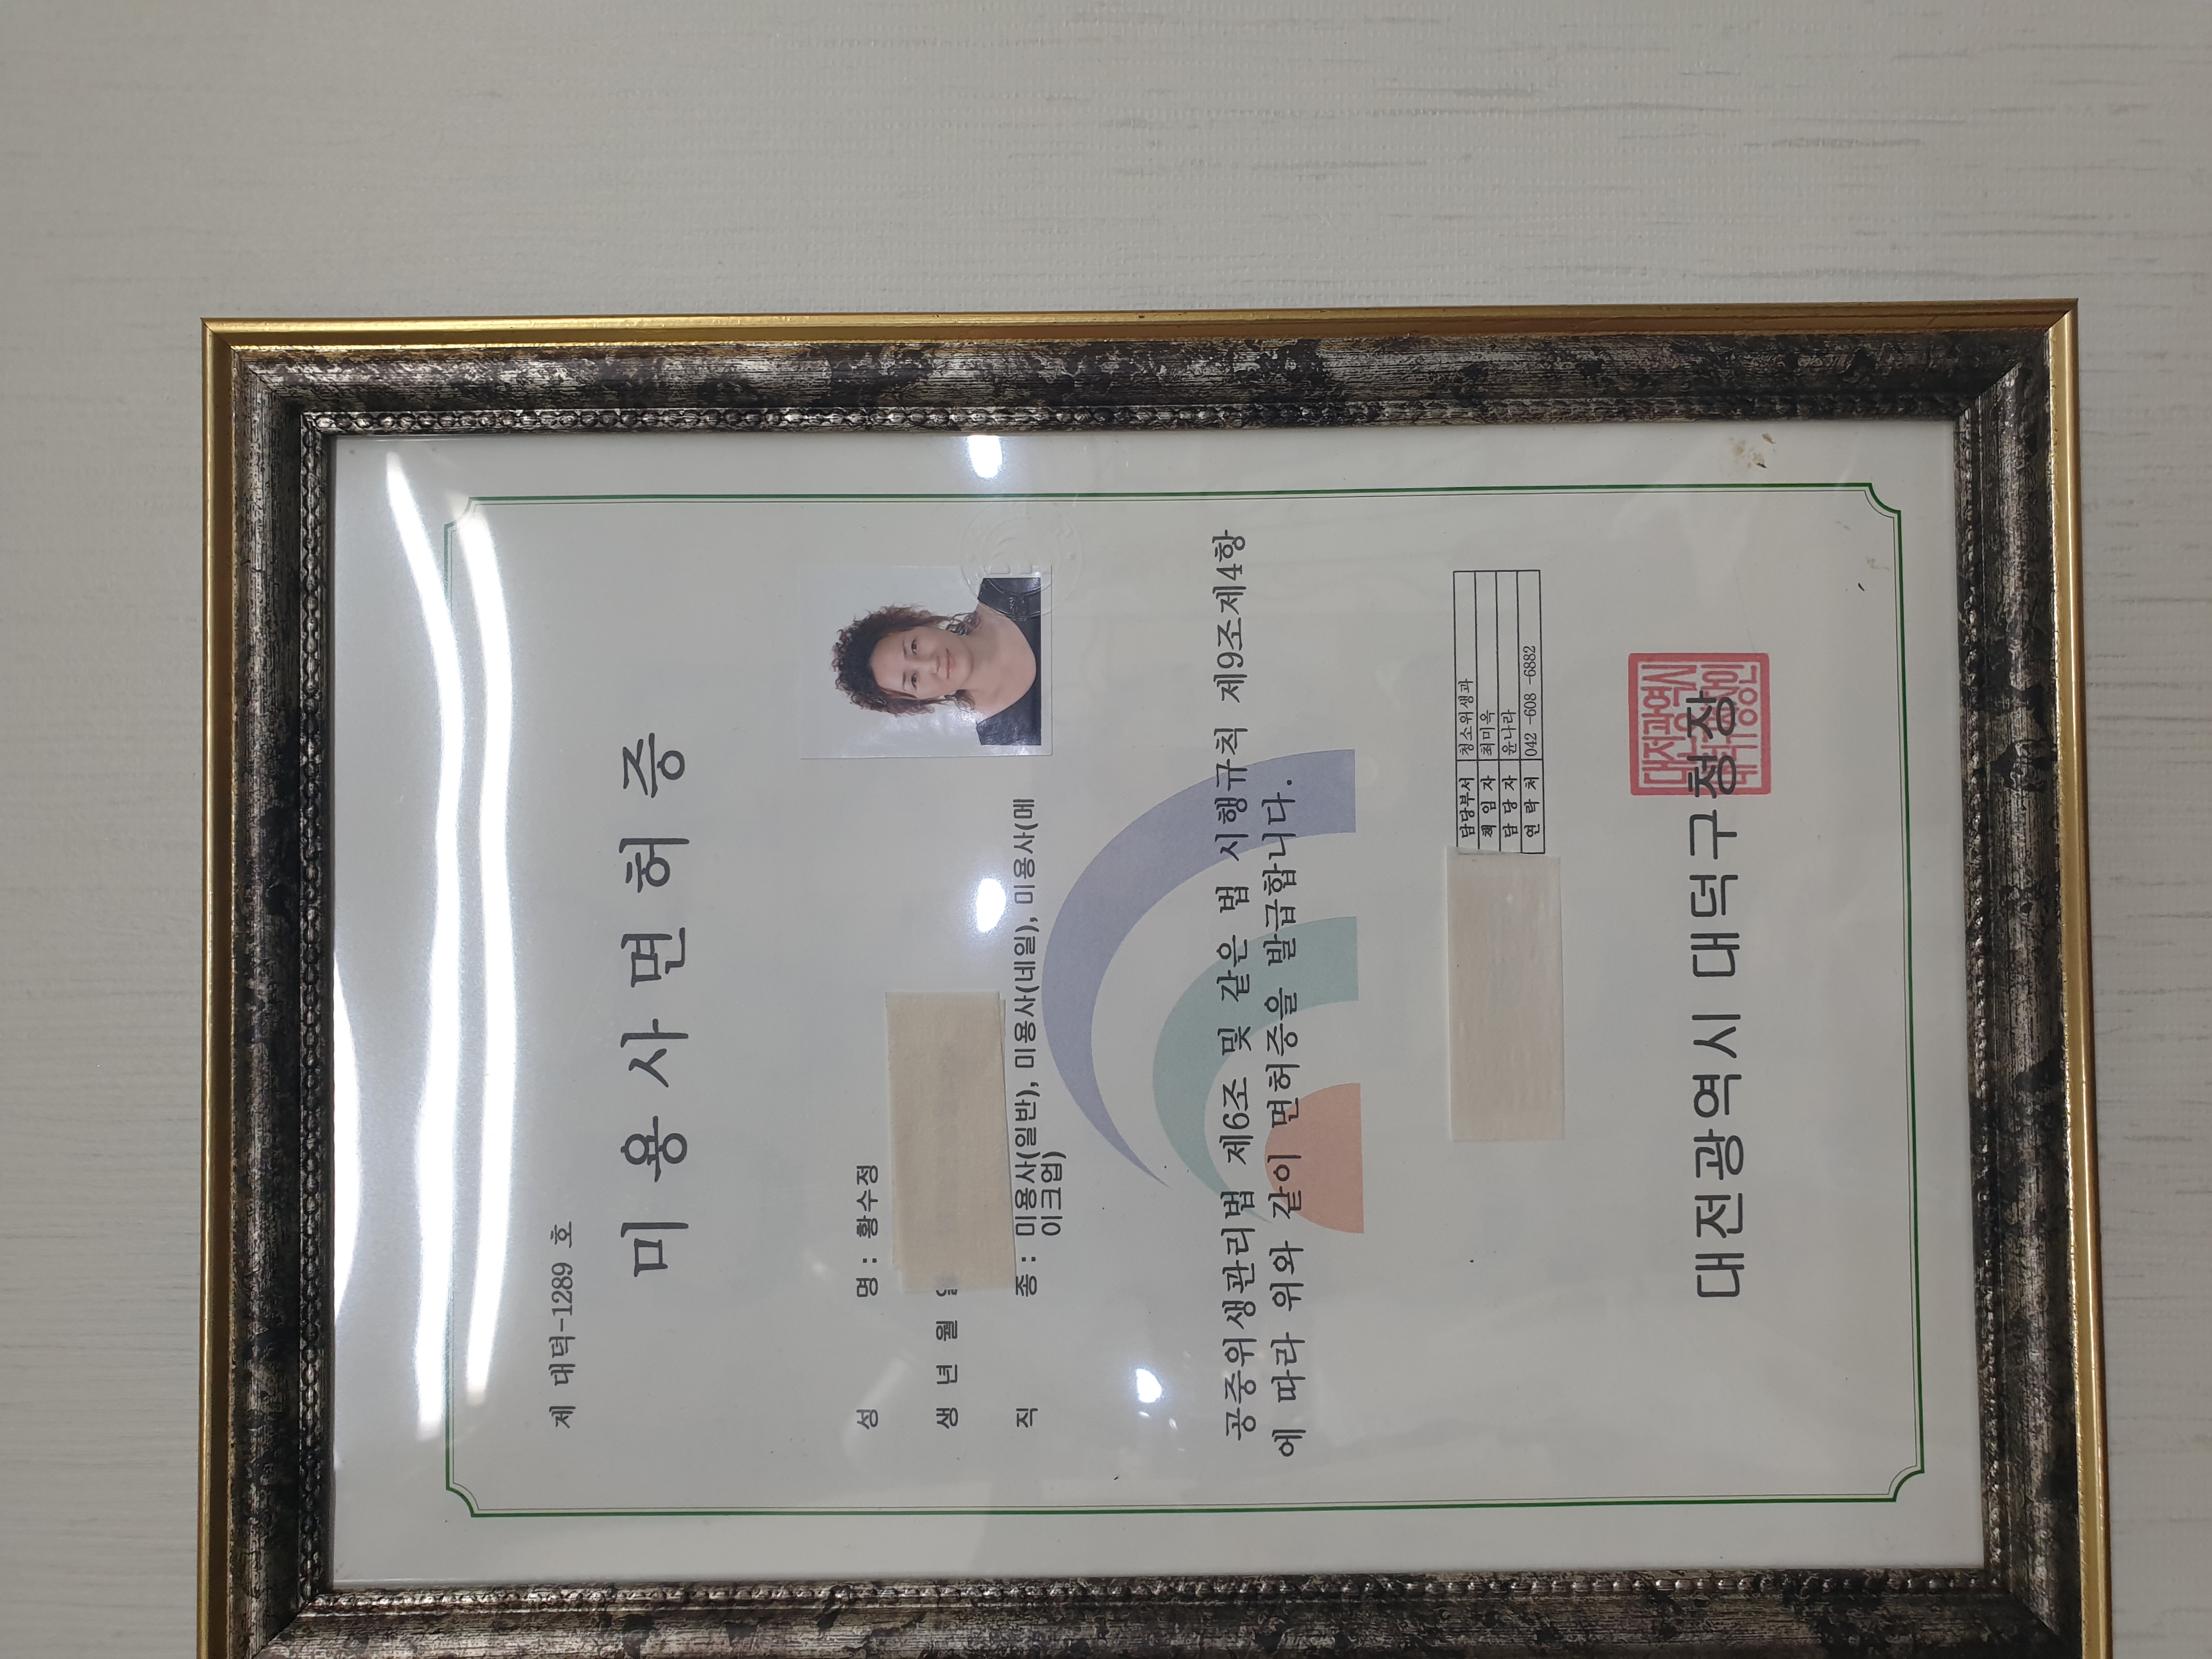 제 대덕-1289 호
미 용 사 면 허 증
성 명 : 황수정
생 년 월
직 종 : 미용사(일반), 미용사(네일), 미용사(메
이크업)
공중위생관리법 제6조 및 같은 법 시행규칙 제9조제4항
에 따라 위와 같이 면허증을 발급합니다.
담당부서 청소위생과
책 임 자 최미옥
담 당 자 윤나라
연 락 처 042 -608 -6882
대전광역시 대덕구청장